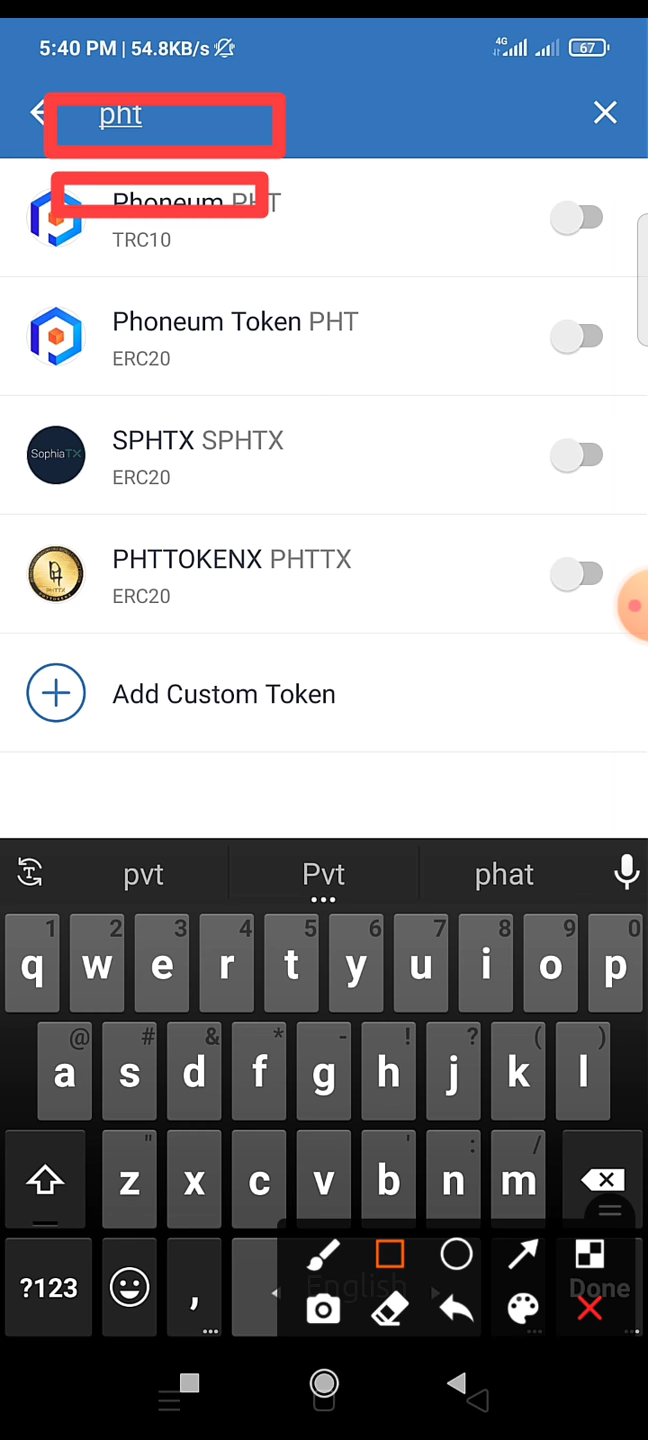 5:40 PM | 54.8KB/s 4G 67
pht
Phoneum PHT
TRC10
Phoneum Token PHT
ERC20
SophiaTX
SPHTX SPHTX
ERC20
PHTTOKENX PHTTX
ERC20
Add Custom Token
pvt Pvt phat
1 2 3 4 5 6 7 8 9 0
q w e r t y u i o p
@ # & * - ! ? ( )
a s d f g h j k l
" ' : /
z x c v b n m
?123 , English Done